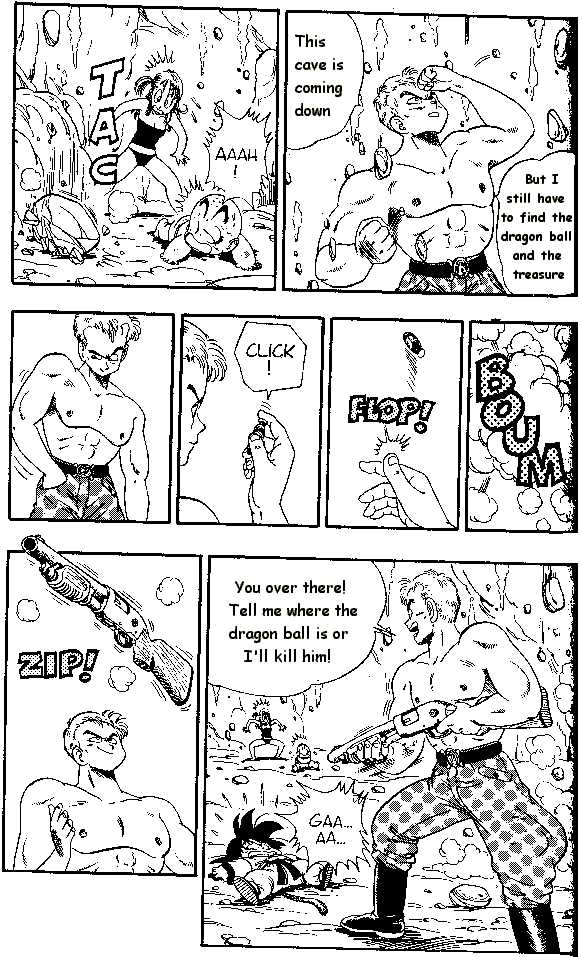 TAC
AAAH
!
This
cave is
coming
down
But I
still have
to find the
dragon ball
and the
treasure
CLICK
!
FLOP!
BOUM
ZIP!
You over there!
Tell me where the
dragon ball is or
I'll kill him!
GAA...
AA...